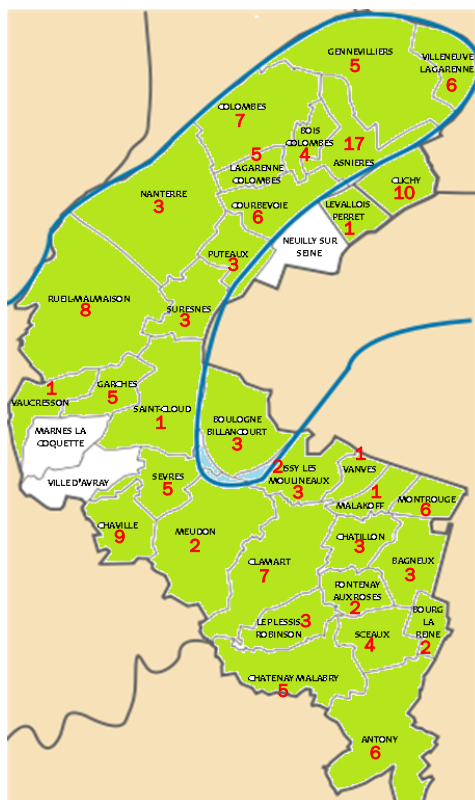 GENNEVILLIERS
5
VILLENEUVE
LAGARENNE
6
COLOMBES
7
BOIS
COLOMBES
4
17
ASNIERES
5
LAGARENNE
COLOMBES
CLICHY
10
NANTERRE
3
COURBEVOIE
6
LEVALLOIS
PERRET
1
NEUILLY SUR
SEINE
PUTEAUX
3
RUEIL-MALMAISON
8
SURESNES
3
1
VAUCRESSON
GARCHES
5
SAINT-CLOUD
1
BOULOGNE
BILLANCOURT
3
MARNES LA
COQUETTE
VILLE D'AVRAY
SEVRES
5
2
ISSY LES
MOULINEAUX
3
1
VANVES
1
MALAKOFF
MONTROUGE
6
CHAVILLE
9
MEUDON
2
CHATILLON
3
BAGNEUX
3
CLAMART
7
FONTENAY
AUX ROSES
2
BOURG
LA
REINE
2
LE PLESSIS
ROBINSON
3
SCEAUX
4
CHATENAY MALABRY
5
ANTONY
6